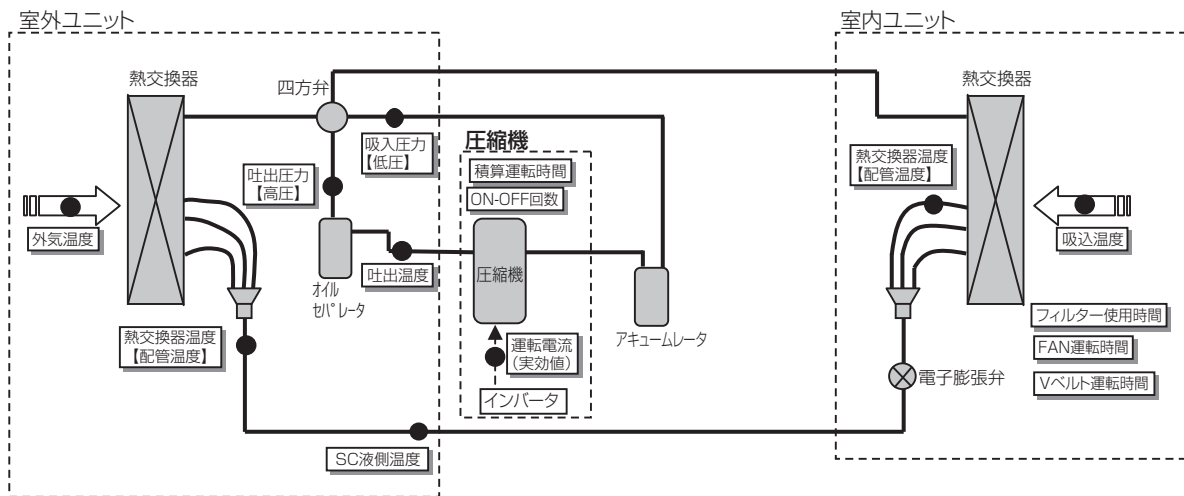 室外ユニット
室内ユニット
熱交換器
四方弁
吸入圧力
【低圧】
圧縮機
積算運転時間
ON-OFF回数
熱交換器
熱交換器温度
【配管温度】
吐出圧力
【高圧】
外気温度
吐出温度
圧縮機
吸込温度
オイル
セパレータ
熱交換器温度
【配管温度】
運転電流
(実効値)
アキュームレータ
フィルター使用時間
FAN運転時間
電子膨張弁
Vベルト運転時間
インバータ
SC液側温度